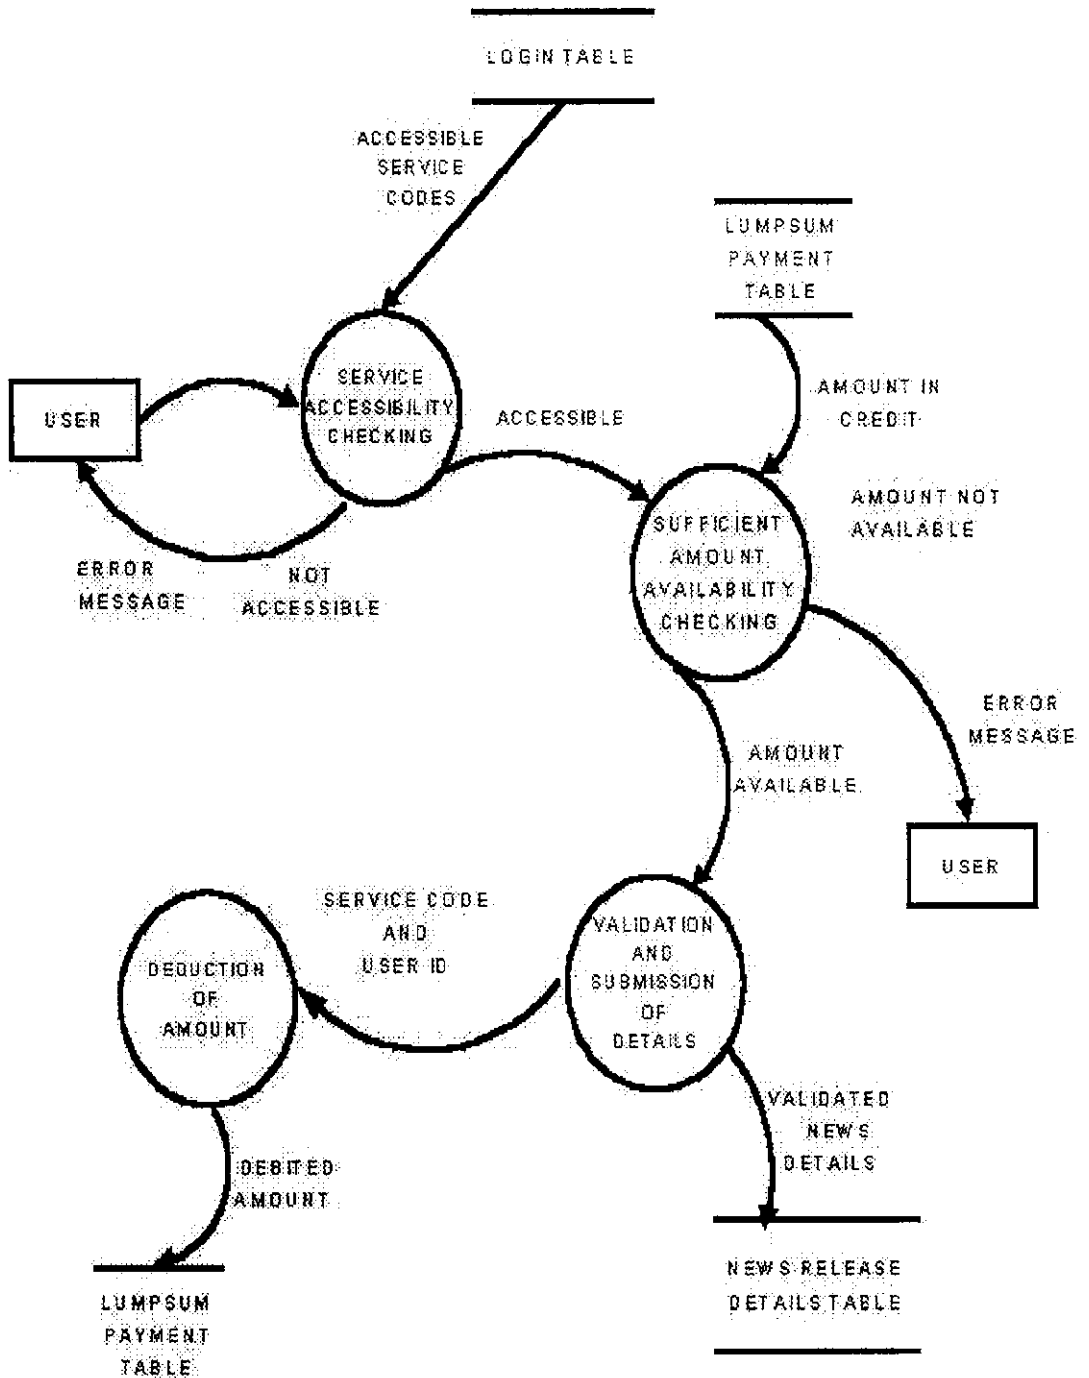 LOGIN TABLE
ACCESSIBLE
SERVICE
CODES
LUMPSUM
PAYMENT
TABLE
SERVICE
ACCESSIBILITY
CHECKING
USER
ACCESSIBLE
AMOUNT IN
CREDIT
AMOUNT NOT
AVAILABLE
SUFFICIENT
AMOUNT
AVAILABILITY
CHECKING
ERROR
MESSAGE
NOT
ACCESSIBLE
ERROR
MESSAGE
AMOUNT
AVAILABLE
USER
SERVICE CODE
AND
USER ID
VALIDATION
AND
SUBMISSION
OF
DETAILS
DEDUCTION
OF
AMOUNT
VALIDATED
NEWS
DETAILS
DEBITED
AMOUNT
NEWS RELEASE
DETAILS TABLE
LUMPSUM
PAYMENT
TABLE